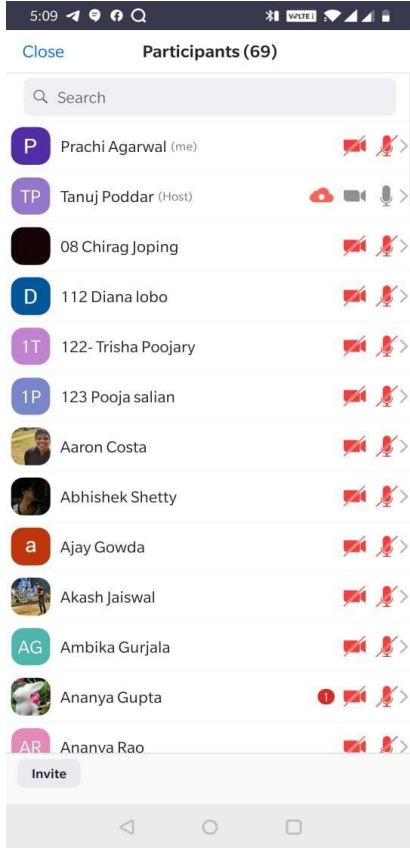 5:09 VoLTE
Close Participants (69)
Search
P Prachi Agarwal (me)
TP Tanuj Poddar (Host)
08 Chirag Joping
D 112 Diana lobo
1T 122- Trisha Poojary
1P 123 Pooja salian
Aaron Costa
Abhishek Shetty
a Ajay Gowda
Akash Jaiswal
AG Ambika Gurjala
Ananya Gupta 1
AR Ananya Rao
Invite